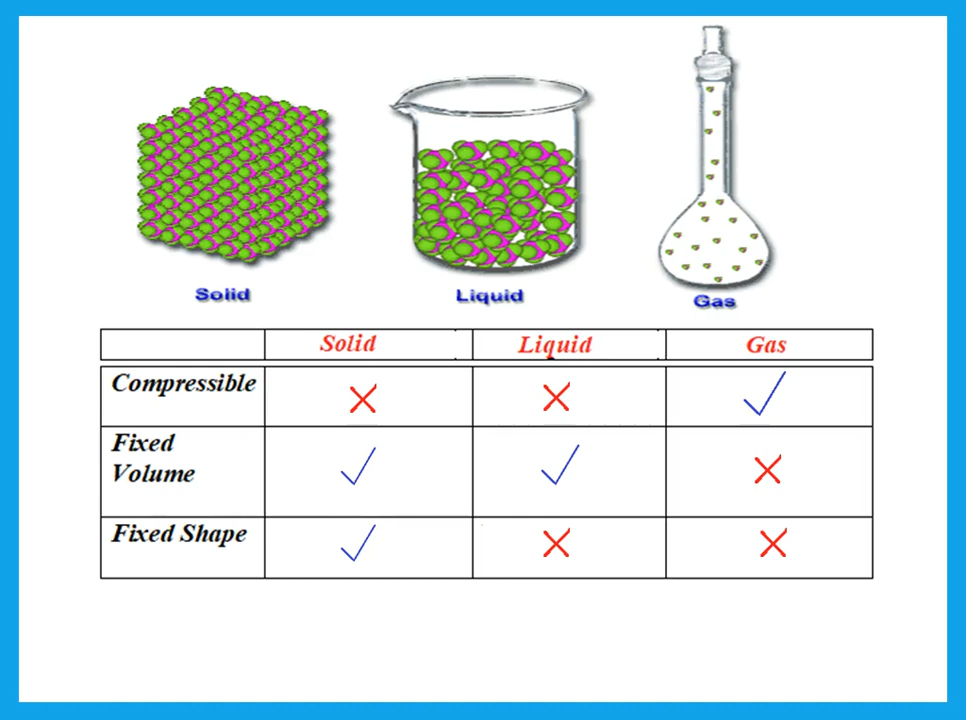 Solid
Liquid
Gas
Solid Liquid Gas
Compressible
Fixed
Volume
Fixed Shape